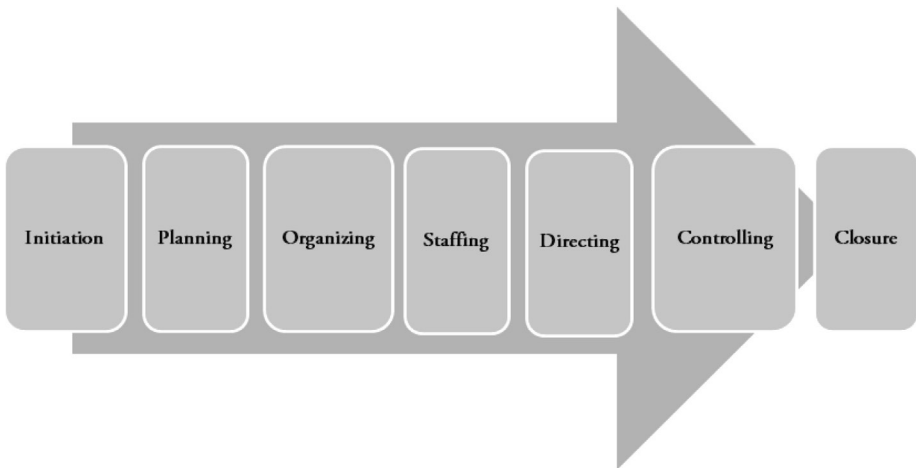 Initiation
Planning
Organizing
Staffing
Directing
Controlling
Closure